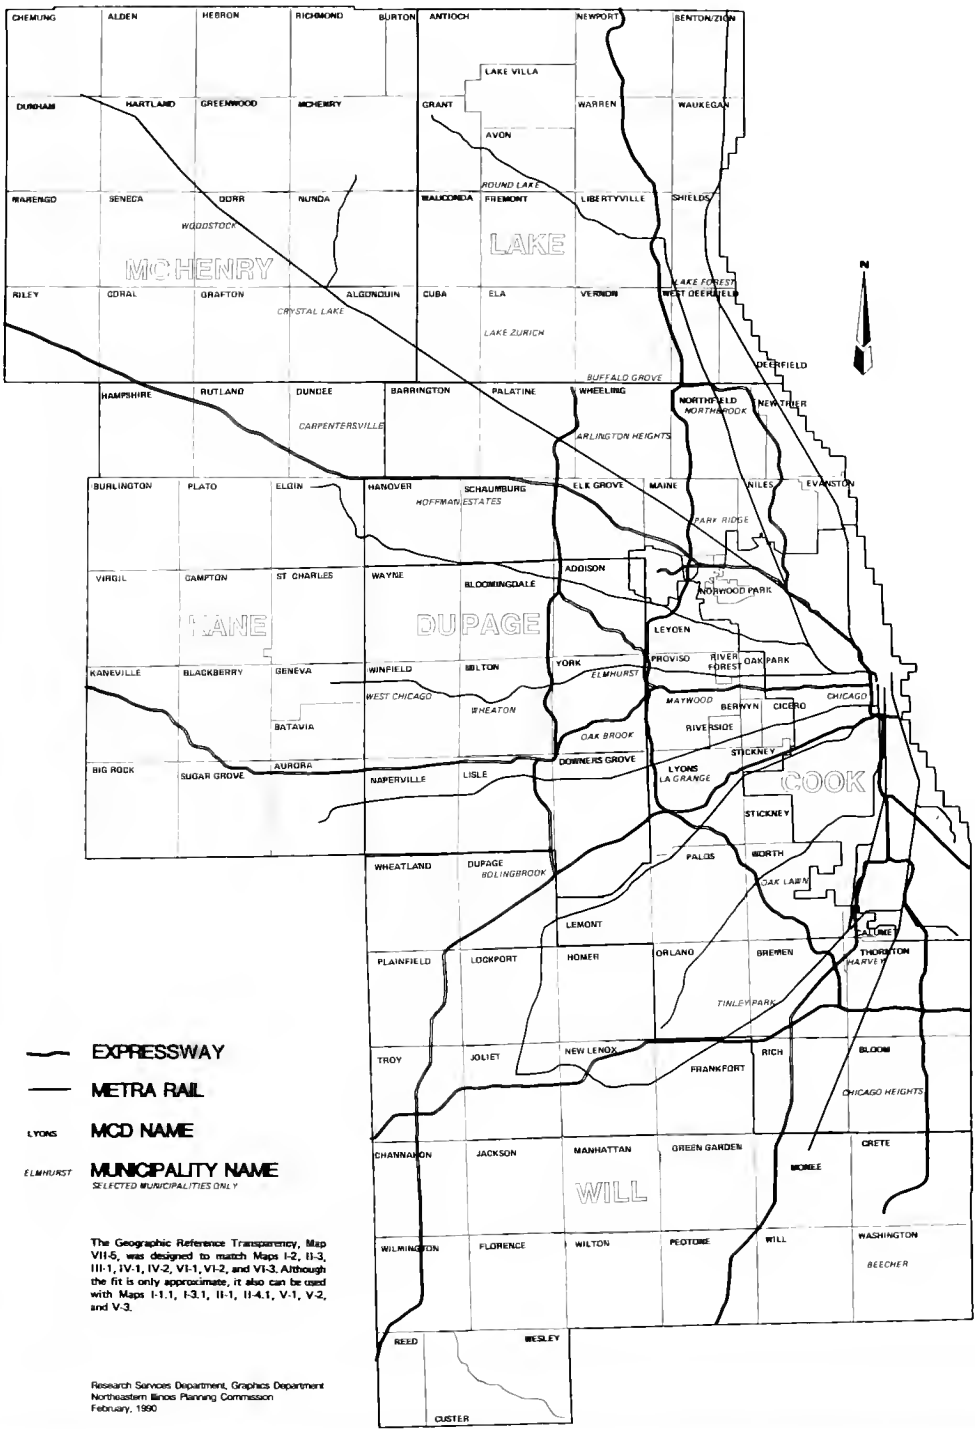 CHEMUNG ALDEN HEBRON RICHMOND BURTON ANTIOCH NEWPORT BENTON/ZION
LAKE VILLA
DUNHAM HARTLAND GREENWOOD MCHENRY GRANT WARREN WAUKEGAN
AVON
ROUND LAKE
MARENGO SENECA DORR NUNDA WAUCONDA FREMONT LIBERTYVILLE SHIELDS
WOODSTOCK
LAKE
MCHENRY
N
LAKE FOREST
RILEY CORAL GRAFTON ALGONQUIN CUBA ELA VERNON WEST DEERFIELD
CRYSTAL LAKE
LAKE ZURICH
DEERFIELD
BUFFALO GROVE
HAMPSHIRE RUTLAND DUNDEE BARRINGTON PALATINE WHEELING
NORTHFIELD NEW TRIER
NORTHBROOK
CARPENTERSVILLE ARLINGTON HEIGHTS
BURLINGTON PLATO ELGIN HANOVER SCHAUMBURG ELK GROVE MAINE NILES EVANSTON
HOFFMAN ESTATES
PARK RIDGE
ADDISON
VIRGIL CAMPTON ST CHARLES WAYNE BLOOMINGDALE
NORWOOD PARK
KANE DUPAGE
LEYDEN
KANEVILLE BLACKBERRY GENEVA WINFIELD MILTON YORK PROVISO RIVER FOREST OAK PARK
ELMHURST
WEST CHICAGO MAYWOOD CHICAGO
WHEATON BERWYN CICERO
BATAVIA RIVERSIDE
OAK BROOK
STICKNEY
BIG ROCK SUGAR GROVE AURORA NAPERVILLE LISLE DOWNERS GROVE LYONS
LA GRANGE
COOK
STICKNEY
WHEATLAND DUPAGE PALOS WORTH
BOLINGBROOK OAK LAWN
LEMONT
CALUMET
PLAINFIELD LOCKPORT HOMER ORLAND BREMEN THORNTON
HARVEY
TINLEY PARK
TROY JOLIET NEW LENOX FRANKFORT RICH BLOOM
CHICAGO HEIGHTS
CHANNAHON JACKSON MANHATTAN GREEN GARDEN MONEE CRETE
WILL
WILMINGTON FLORENCE WILTON PEOTONE WILL WASHINGTON
BEECHER
REED WESLEY
CUSTER
EXPRESSWAY
METRA RAIL
LYONS MCD NAME
ELMHURST MUNICIPALITY NAME
SELECTED MUNICIPALITIES ONLY
The Geographic Reference Transparency, Map
VII-5, was designed to match Maps I-2, II-3,
III-1, IV-1, IV-2, VI-1, VI-2, and VI-3. Although
the fit is only approximate, it also can be used
with Maps I-1.1, I-3.1, II-1, II-4.1, V-1, V-2,
and V-3.
Research Services Department, Graphics Department
Northeastern Illinois Planning Commission
February, 1990